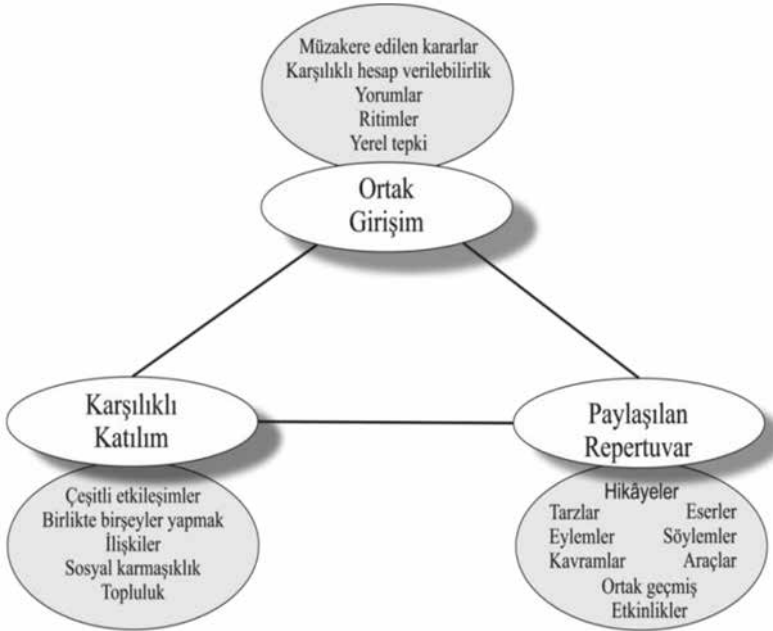 Müzakere edilen kararlar
Karşılıklı hesap verilebilirlik
Yorumlar
Ritimler
Yerel tepki
Ortak
Girişim
Karşılıklı
Katılım
Çeşitli etkileşimler
Birlikte birşeyler yapmak
İlişkiler
Sosyal karmaşıklık
Topluluk
Paylaşılan
Repertuvar
Hikâyeler
Tarzlar Eserler
Eylemler Söylemler
Kavramlar Araçlar
Ortak geçmiş
Etkinlikler